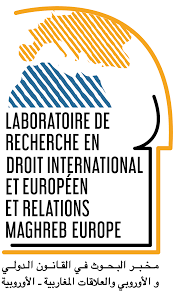 LABORATOIRE DE
RECHERCHE EN
DROIT INTERNATIONAL
ET EUROPÉEN
ET RELATIONS
MAGHREB EUROPE
مخبر البحوث في القانون الدولي
و الأوروبي والعلاقات المغاربية - الأوروبية